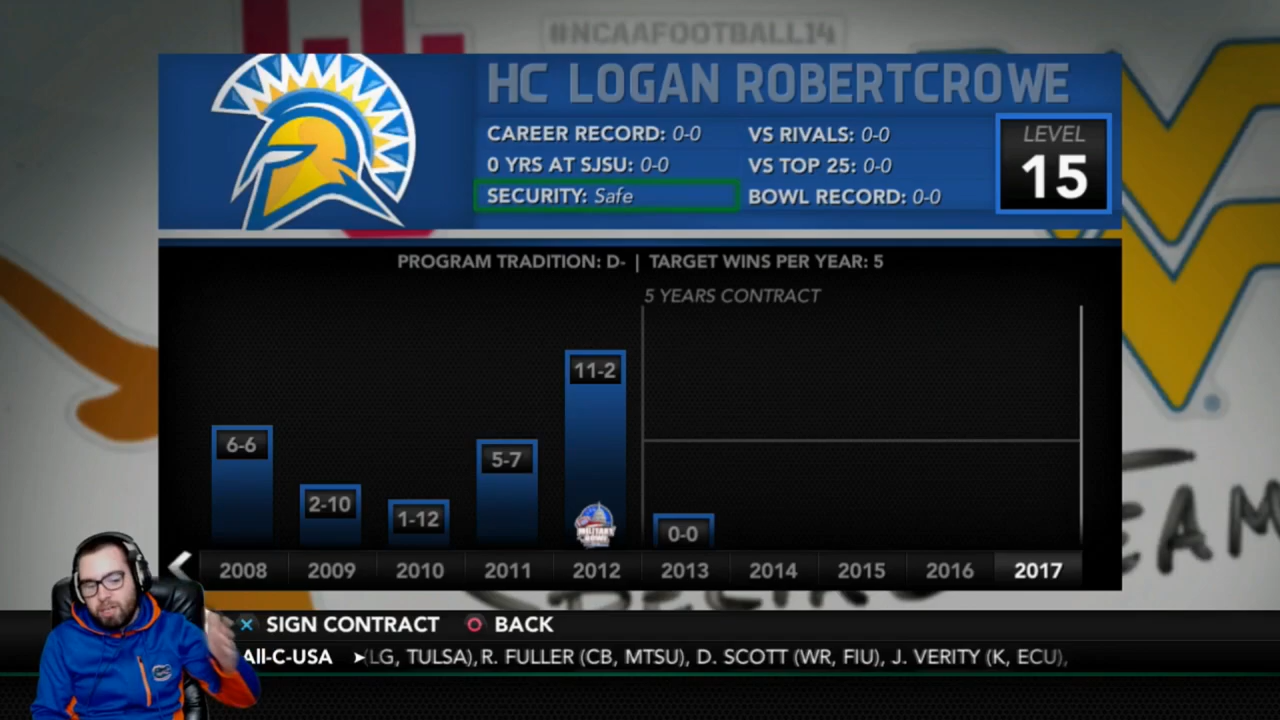 #NCAAFOOTBALL14
HC LOGAN ROBERTCROWE
CAREER RECORD: 0-0 VS RIVALS: 0-0
0 YRS AT SJSU: 0-0 VS TOP 25: 0-0
SECURITY: Safe BOWL RECORD: 0-0
LEVEL
15
PROGRAM TRADITION: D- | TARGET WINS PER YEAR: 5
5 YEARS CONTRACT
11-2
6-6
5-7
2-10
1-12
MILITARY
BOWL
0-0
2008 2009 2010 2011 2012 2013 2014 2015 2016 2017
EAM
SIGN CONTRACT BACK
All-C-USA (LG, TULSA), R. FULLER (CB, MTSU), D. SCOTT (WR, FIU), J. VERITY (K, ECU),